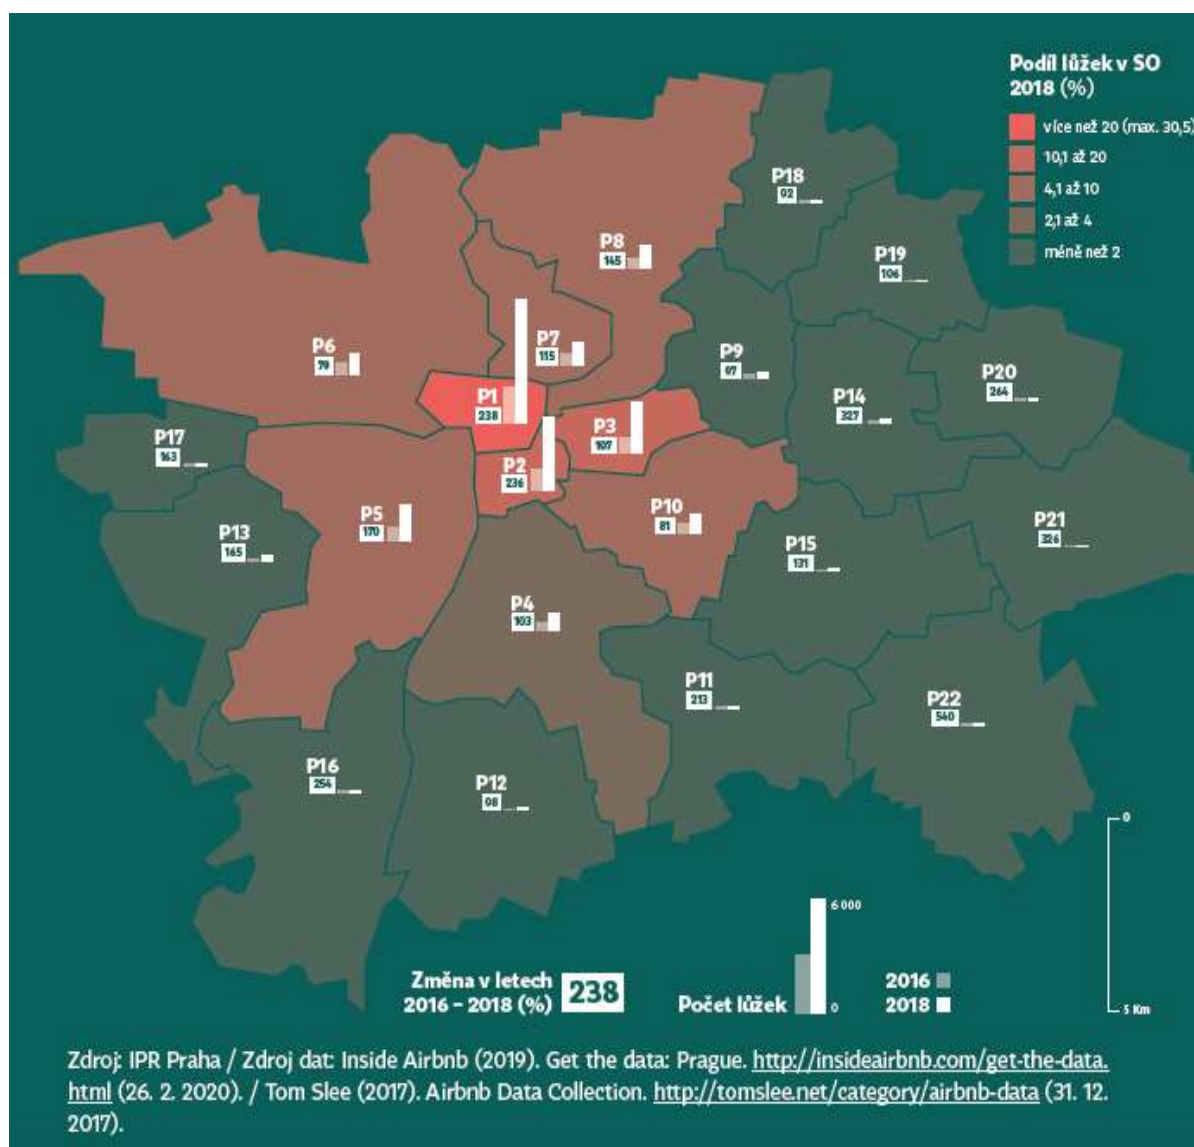 Podíl lůžek v SO
2018 (%)
více než 20 (max. 30,5)
10,1 až 20
4,1 až 10
2,1 až 4
méně než 2
P18
92
P8
145
P19
106
P6
79
P7
115
P9
97
P20
264
P1
238
P14
327
P3
107
P17
163
P2
236
P5
170
P10
81
P13
165
P15
131
P21
326
P4
103
P11
213
P22
540
P16
254
P12
98
0
5 Km
Změna v letech
2016 – 2018 (%)
238
Počet lůžek
6 000
0
2016
2018
Zdroj: IPR Praha / Zdroj dat: Inside Airbnb (2019). Get the data: Prague. http://insideairbnb.com/get-the-data.
html (26. 2. 2020). / Tom Slee (2017). Airbnb Data Collection. http://tomslee.net/category/airbnb-data (31. 12.
2017).